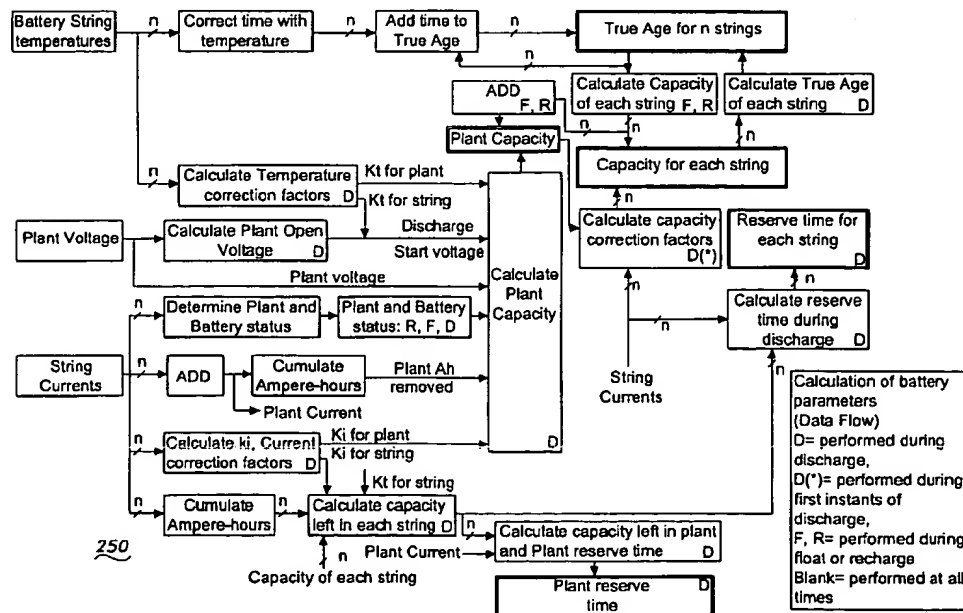 Battery String
temperatures
n
Correct time with
temperature
n
Add time to
True Age
n
True Age for n strings
n
ADD
F, R
Calculate Capacity
of each string F, R
Calculate True Age
of each string D
n
n
n
n
Plant Capacity
Capacity for each string
n
Calculate Temperature
correction factors D
Kt for plant
Kt for string
n
Plant Voltage
Calculate Plant Open
Voltage D
Discharge
Start voltage
Plant voltage
Calculate
Plant
Capacity
D
Calculate capacity
correction factors
D(*)
Reserve time for
each string
D
n
n
n
Determine Plant and
Battery status
Plant and Battery
status: R, F, D
Calculate reserve
time during
discharge D
n
String
Currents
n
ADD
Cumulate
Ampere-hours
Plant Ah
removed
Plant Current
String
Currents
n
n
Calculate ki, Current
correction factors D
Ki for plant
Ki for string
Kt for string
n
Cumulate
Ampere-hours
n
Calculate capacity
left in each string D
n
Capacity of each string
n
Plant Current
Calculate capacity left in plant
and Plant reserve time D
Plant reserve
time
D
250
Calculation of battery
parameters
(Data Flow)
D= performed during
discharge,
D(*)= performed during
first instants of
discharge,
F, R= performed during
float or recharge
Blank= performed at all
times